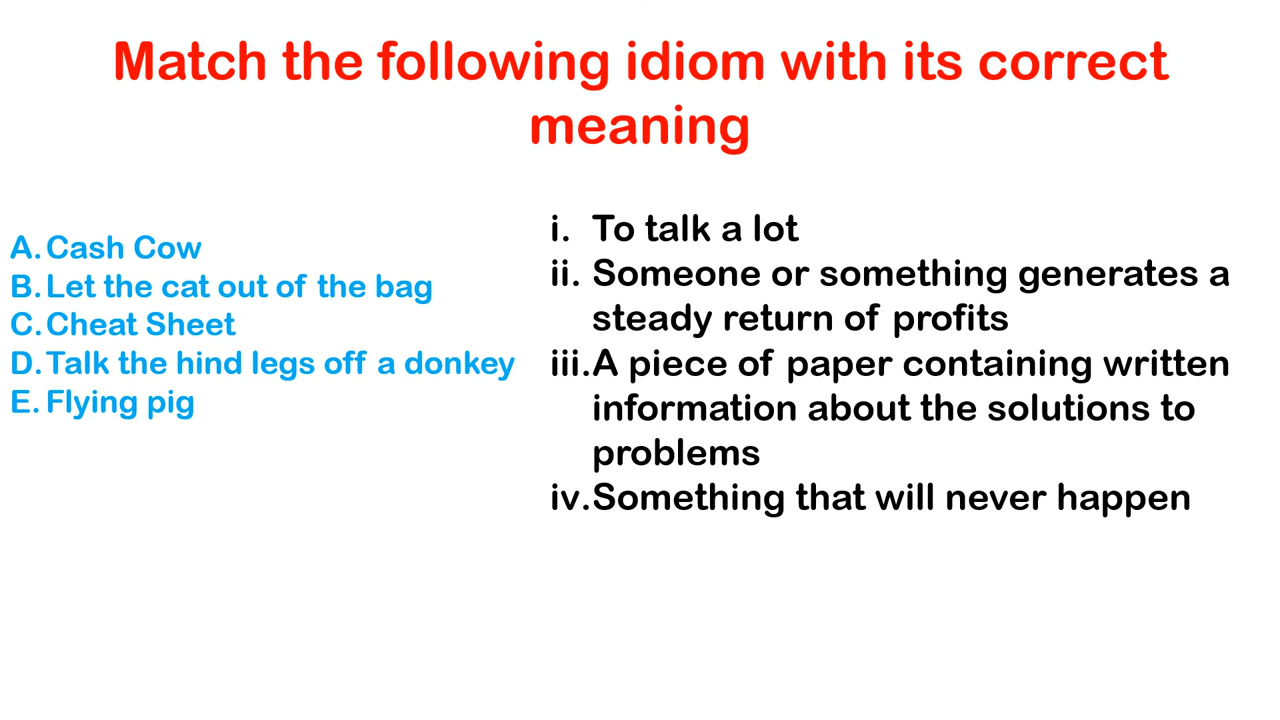 Match the following idiom with its correct
meaning
A. Cash Cow
B. Let the cat out of the bag
C. Cheat Sheet
D. Talk the hind legs off a donkey
E. Flying pig
i. To talk a lot
ii. Someone or something generates a
steady return of profits
iii. A piece of paper containing written
information about the solutions to
problems
iv. Something that will never happen